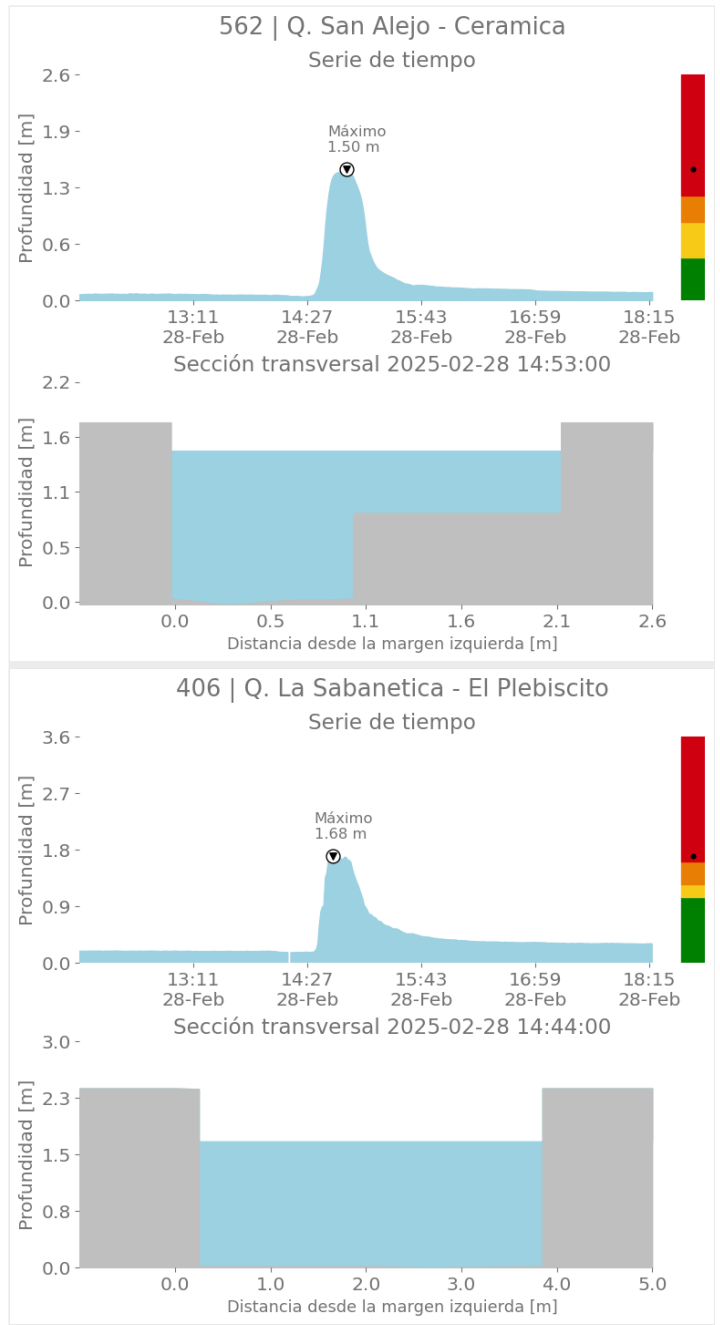 562 | Q. San Alejo - Ceramica
Serie de tiempo
2.6
1.9
1.3
0.6
0.0
Profundidad [m]
Máximo
1.50 m
13:11 14:27 15:43 16:59 18:15
28-Feb 28-Feb 28-Feb 28-Feb 28-Feb
Sección transversal 2025-02-28 14:53:00
2.2
1.6
1.1
0.5
0.0
Profundidad [m]
0.0 0.5 1.1 1.6 2.1 2.6
Distancia desde la margen izquierda [m]
406 | Q. La Sabanetica - El Plebiscito
Serie de tiempo
3.6
2.7
1.8
0.9
0.0
Profundidad [m]
Máximo
1.68 m
13:11 14:27 15:43 16:59 18:15
28-Feb 28-Feb 28-Feb 28-Feb 28-Feb
Sección transversal 2025-02-28 14:44:00
3.0
2.3
1.5
0.8
0.0
Profundidad [m]
0.0 1.0 2.0 3.0 4.0 5.0
Distancia desde la margen izquierda [m]